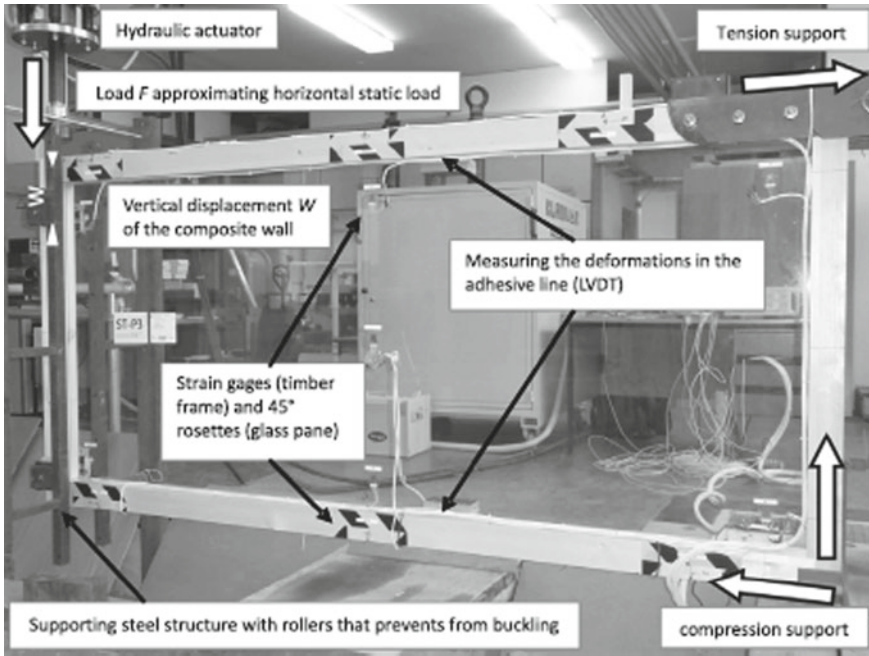 Hydraulic actuator
Tension support
Load F approximating horizontal static load
W
Vertical displacement W
of the composite wall
Measuring the deformations in the
adhesive line (LVDT)
ST-P3
Strain gages (timber
frame) and 45°
rosettes (glass pane)
Supporting steel structure with rollers that prevents from buckling
compression support